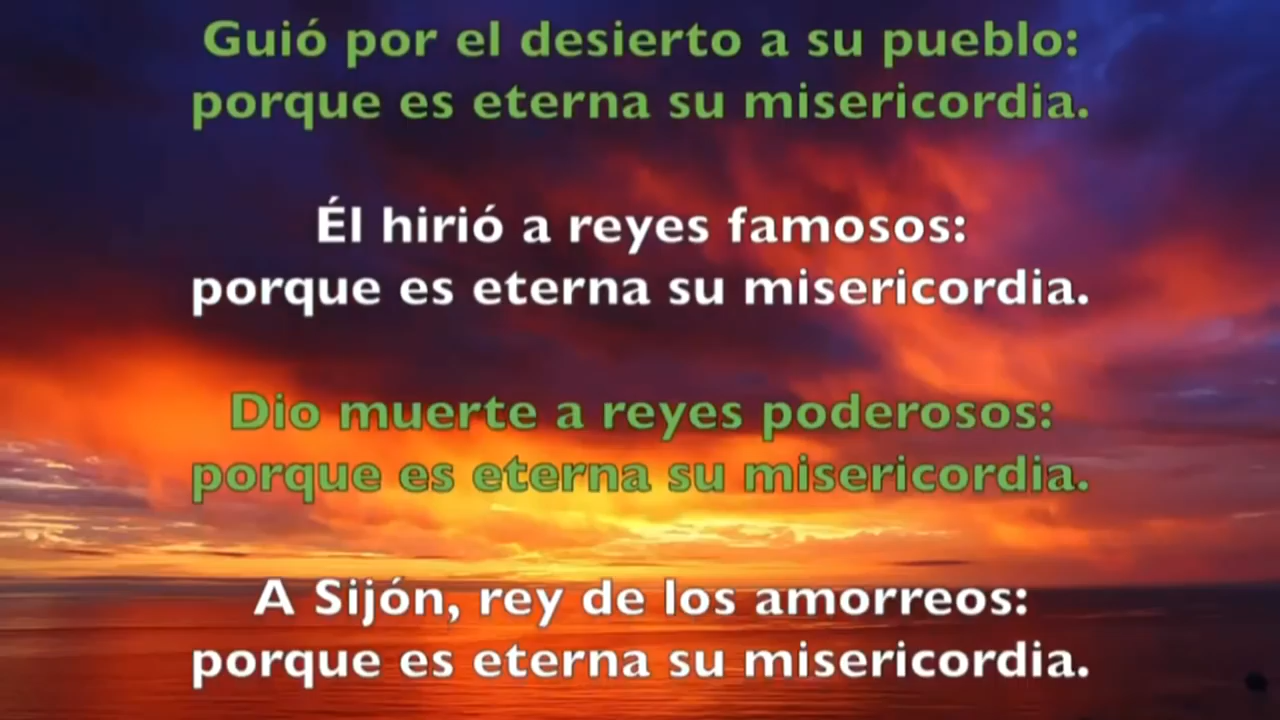 Guió por el desierto a su pueblo:
porque es eterna su misericordia.
Él hirió a reyes famosos:
porque es eterna su misericordia.
Dio muerte a reyes poderosos:
porque es eterna su misericordia.
A Sijón, rey de los amorreos:
porque es eterna su misericordia.